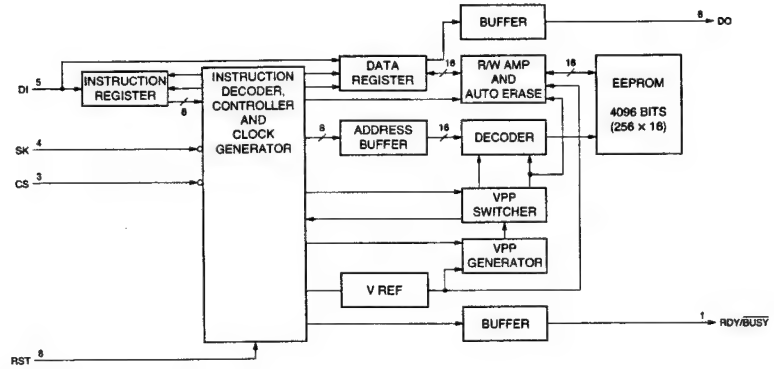 BUFFER
6
DO
DI
5
INSTRUCTION
REGISTER
8
INSTRUCTION
DECODER,
CONTROLLER
AND
CLOCK
GENERATOR
DATA
REGISTER
16
R/W AMP
AND
AUTO ERASE
16
EEPROM
4096 BITS
(256 × 16)
SK
4
8
ADDRESS
BUFFER
16
DECODER
CS
3
VPP
SWITCHER
VPP
GENERATOR
V REF
BUFFER
1
RDY/BUSY
RST
8